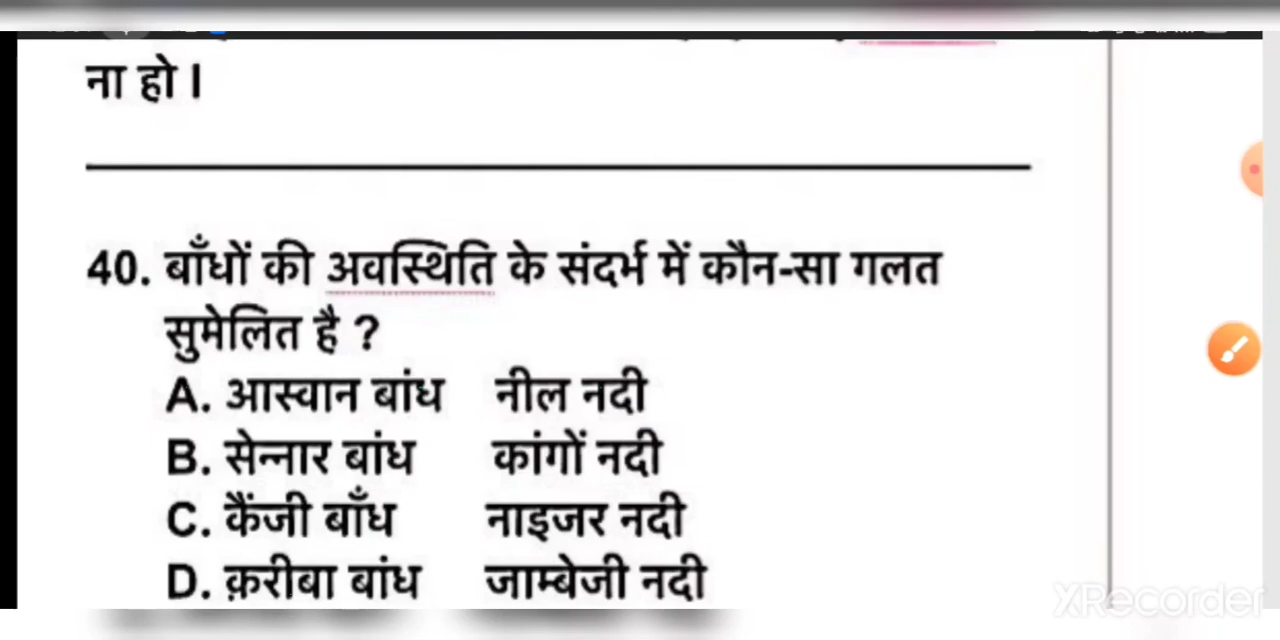 ना हो।
40. बाँधों की अवस्थिति के संदर्भ में कौन-सा गलत
सुमेलित है ?
A. आस्वान बांध नील नदी
B. सेन्नार बांध कांगों नदी
C. कैंजी बाँध नाइजर नदी
D. क़रीबा बांध जाम्बेजी नदी
XRecorder